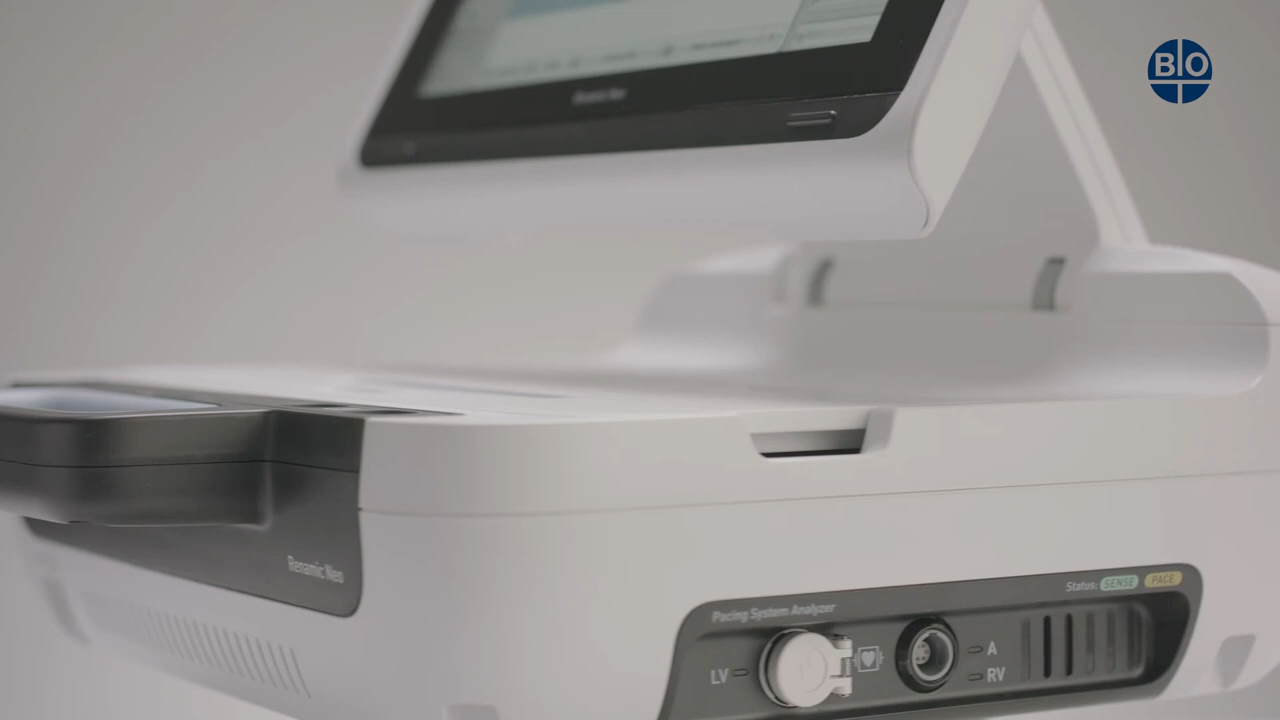 BIO
Renamic Neo
Pacing System Analyzer
Status: SENSE PACE
LV
A
RV